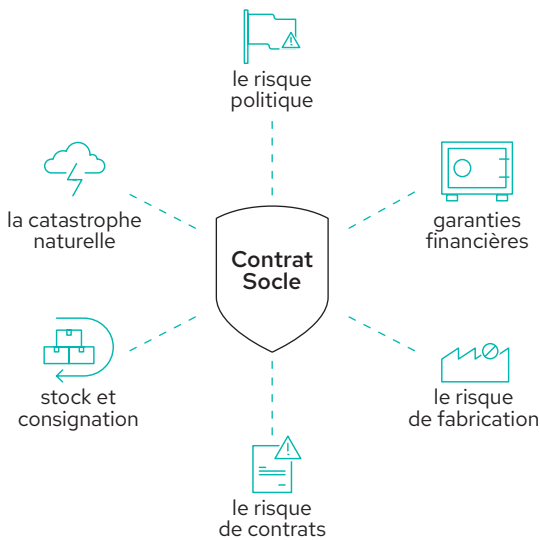 le risque
politique
la catastrophe
naturelle
garanties
financières
Contrat
Socle
stock et
consignation
le risque
de fabrication
le risque
de contrats